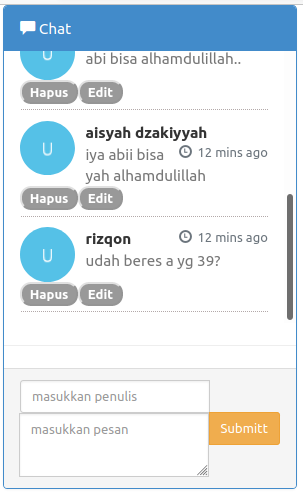 Chat
U
abi bisa alhamdulillah..
Hapus Edit
U
aisyah dzakiyyah
iya abii bisa 12 mins ago
yah alhamdulillah
Hapus Edit
U
rizqon 12 mins ago
udah beres a yg 39?
Hapus Edit
masukkan penulis
masukkan pesan
Submitt